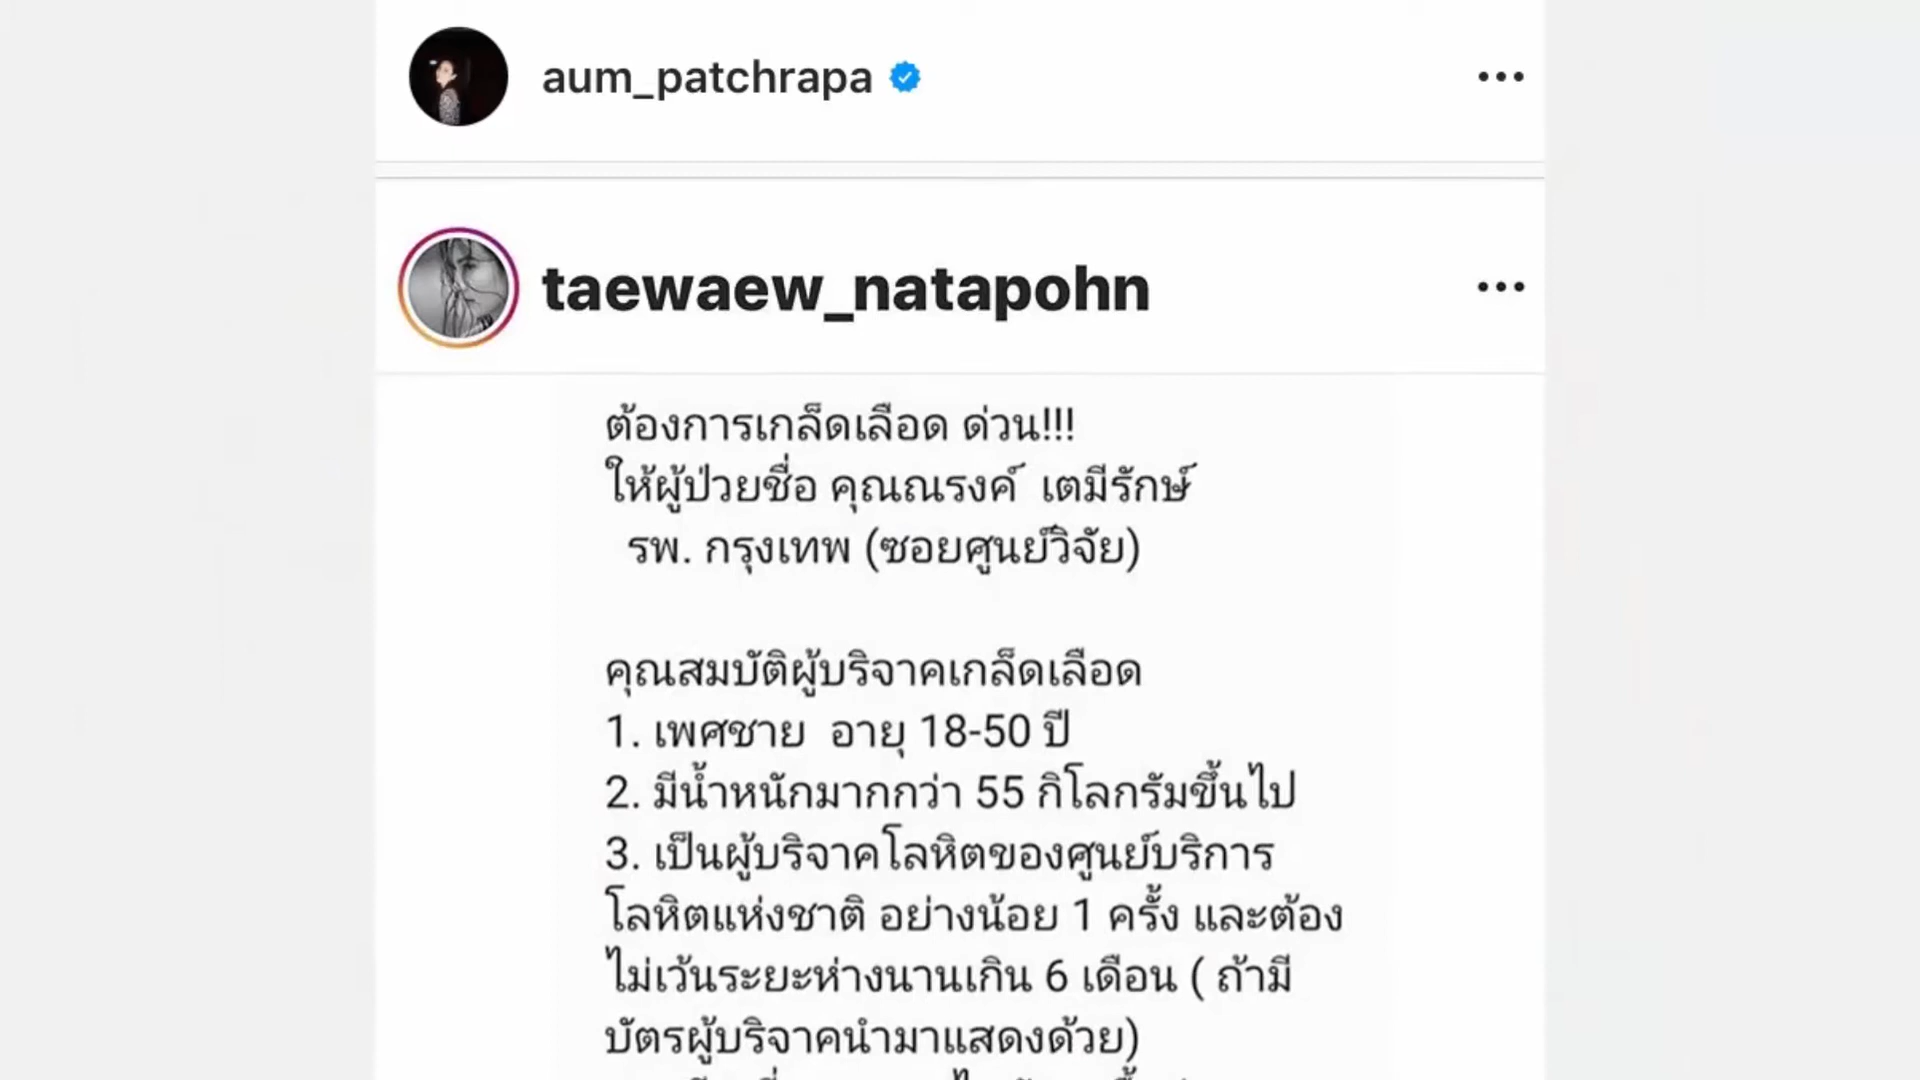 aum_patchrapa
taewaew_natapohn
ต้องการเกล็ดเลือด ด่วน!!!
ให้ผู้ป่วยชื่อ คุณณรงค์ เตมีรักษ์
รพ. กรุงเทพ (ซอยศูนย์วิจัย)
คุณสมบัติผู้บริจาคเกล็ดเลือด
1. เพศชาย อายุ 18-50 ปี
2. มีน้ำหนักมากกว่า 55 กิโลกรัมขึ้นไป
3. เป็นผู้บริจาคโลหิตของศูนย์บริการ
โลหิตแห่งชาติ อย่างน้อย 1 ครั้ง และต้อง
ไม่เว้นระยะห่างนานเกิน 6 เดือน ( ถ้ามี
บัตรผู้บริจาคนำมาแสดงด้วย)